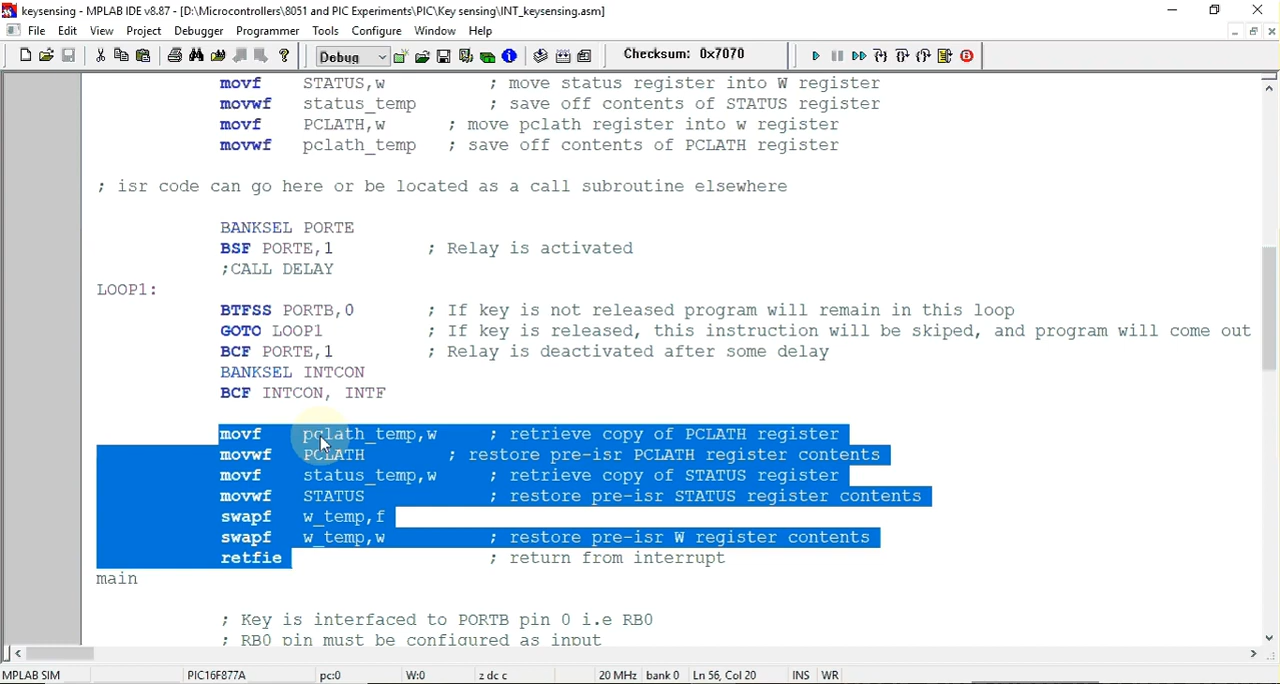 keysensing - MPLAB IDE v8.87 - [D:\Microcontrollers\8051 and PIC Experiments\PIC\Key sensing\INT_keysensing.asm]
File Edit View Project Debugger Programmer Tools Configure Window Help
Debug Checksum: 0x7070
movf STATUS,w ; move status register into W register
movwf status_temp ; save off contents of STATUS register
movf PCLATH,w ; move pclath register into w register
movwf pclath_temp ; save off contents of PCLATH register
; isr code can go here or be located as a call subroutine elsewhere
BANKSEL PORTE
BSF PORTE,1 ; Relay is activated
;CALL DELAY
LOOP1:
BTFSS PORTB,0 ; If key is not released program will remain in this loop
GOTO LOOP1 ; If key is released, this instruction will be skiped, and program will come out
BCF PORTE,1 ; Relay is deactivated after some delay
BANKSEL INTCON
BCF INTCON, INTF
movf pclath_temp,w ; retrieve copy of PCLATH register
movwf PCLATH ; restore pre-isr PCLATH register contents
movf status_temp,w ; retrieve copy of STATUS register
movwf STATUS ; restore pre-isr STATUS register contents
swapf w_temp,f
swapf w_temp,w ; restore pre-isr W register contents
retfie ; return from interrupt
main
; Key is interfaced to PORTB pin 0 i.e RB0
; RB0 pin must be configured as input
MPLAB SIM PIC16F877A pc:0 W:0 z dc c 20 MHz bank 0 Ln 56, Col 20 INS WR